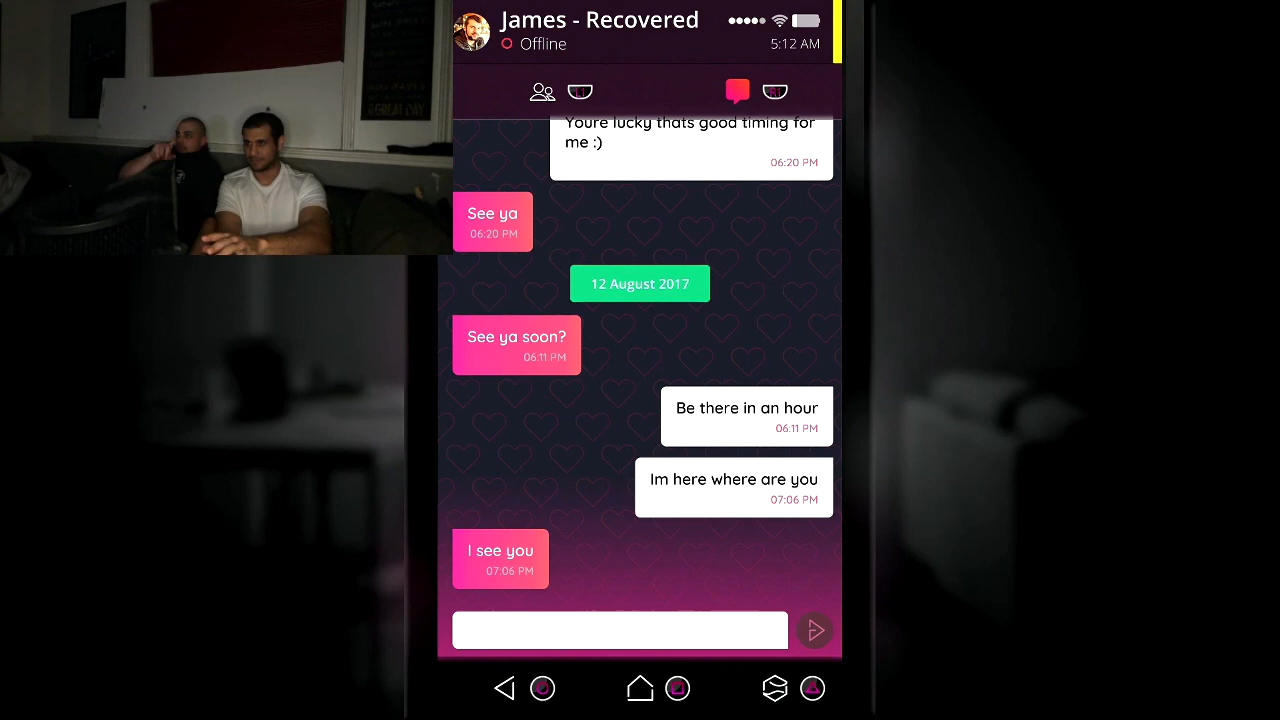 James - Recovered
Offline
5:12 AM
L1
R1
Youre lucky thats good timing for
me :)
06:20 PM
See ya
06:20 PM
12 August 2017
See ya soon?
06:11 PM
Be there in an hour
06:11 PM
Im here where are you
07:06 PM
I see you
07:06 PM